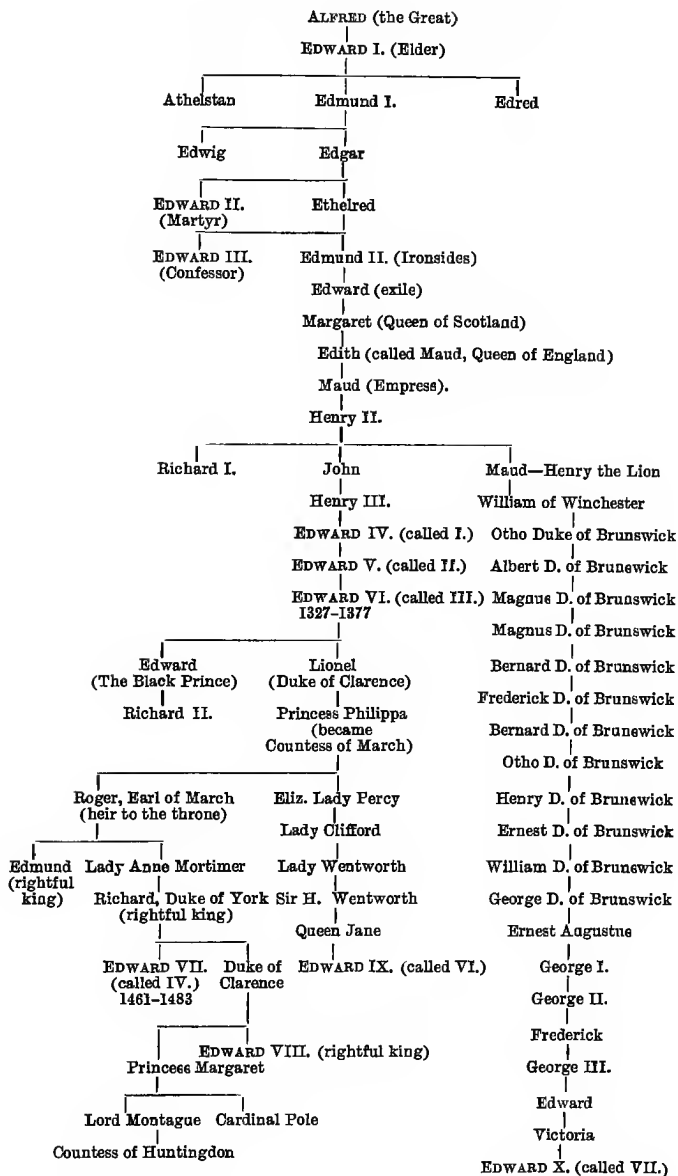 ALFRED (the Great)
EDWARD I. (Elder)
Athelstan Edmund I. Edred
Edwig Edgar
EDWARD II. Ethelred
(Martyr)
EDWARD III. Edmund II. (Ironsides)
(Confessor)
Edward (exile)
Margaret (Queen of Scotland)
Edith (called Maud, Queen of England)
Maud (Empress).
Henry II.
Richard I. John Maud—Henry the Lion
Henry III. William of Winchester
EDWARD IV. (called I.) Otho Duke of Brunswick
EDWARD V. (called II.) Albert D. of Brunswick
EDWARD VI. (called III.) Magnus D. of Brunswick
1327–1377
Magnus D. of Brunswick
Edward Lionel Bernard D. of Brunswick
(The Black Prince) (Duke of Clarence)
Frederick D. of Brunswick
Richard II. Princess Philippa
(became Bernard D. of Brunswick
Countess of March)
Otho D. of Brunswick
Roger, Earl of March Eliz. Lady Percy Henry D. of Brunswick
(heir to the throne)
Lady Clifford Ernest D. of Brunswick
Edmund Lady Anne Mortimer Lady Wentworth William D. of Brunswick
(rightful
king) Richard, Duke of York Sir H. Wentworth George D. of Brunswick
(rightful king)
Queen Jane Ernest Augustus
EDWARD VII. Duke of EDWARD IX. (called VI.) George I.
(called IV.) Clarence
1461–1483 George II.
EDWARD VIII. (rightful king) Frederick
Princess Margaret George III.
Lord Montague Cardinal Pole Edward
Countess of Huntingdon Victoria
EDWARD X. (called VII.)